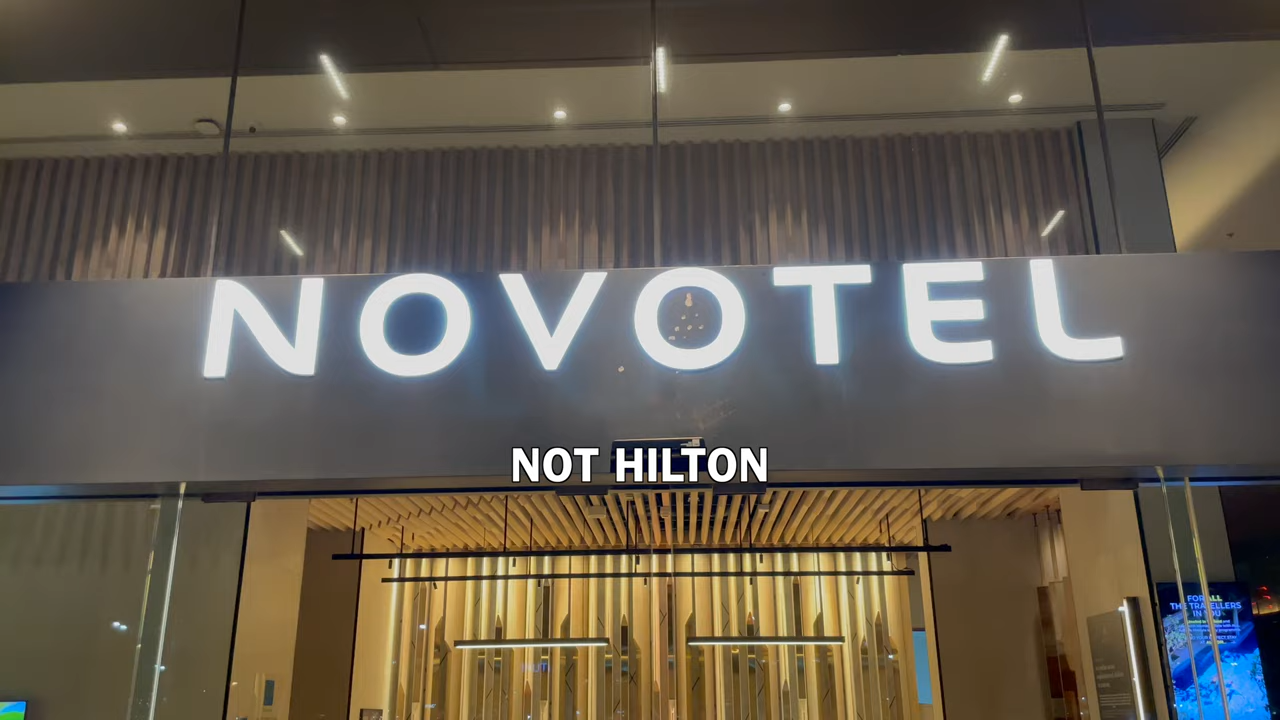 NOVOTEL
NOT HILTON
FOR ALL
THE TRAVELLERS
IN YOU